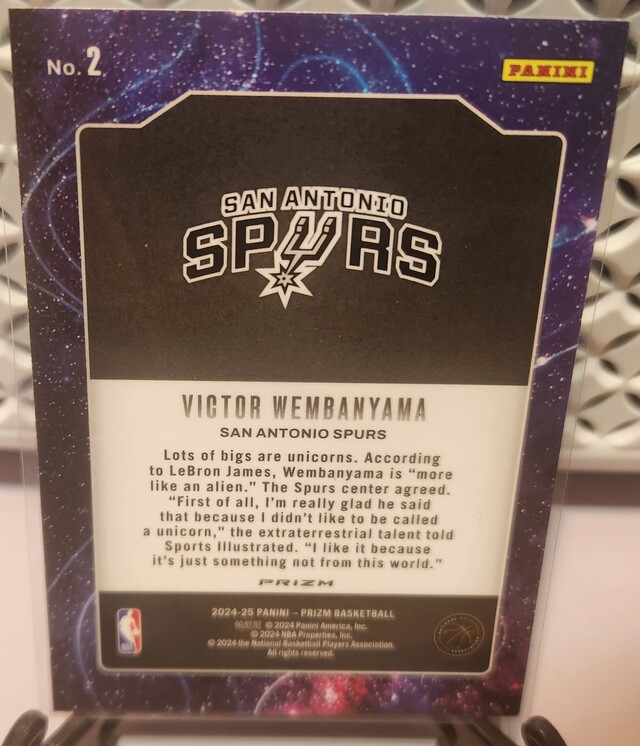 No. 2
PANINI
SAN ANTONIO
SPURS
VICTOR WEMBANYAMA
SAN ANTONIO SPURS
Lots of bigs are unicorns. According
to LeBron James, Wembanyama is “more
like an alien.” The Spurs center agreed.
“First of all, I'm really glad he said
that because I didn't like to be called
a unicorn,” the extraterrestrial talent told
Sports Illustrated. “I like it because
it's just something not from this world.”
PRIZM
2024-25 PANINI – PRIZM BASKETBALL
帕尼尼 © 2024 Panini America, Inc.
© 2024 NBA Properties, Inc.
© 2024 the National Basketball Players Association.
All rights reserved.